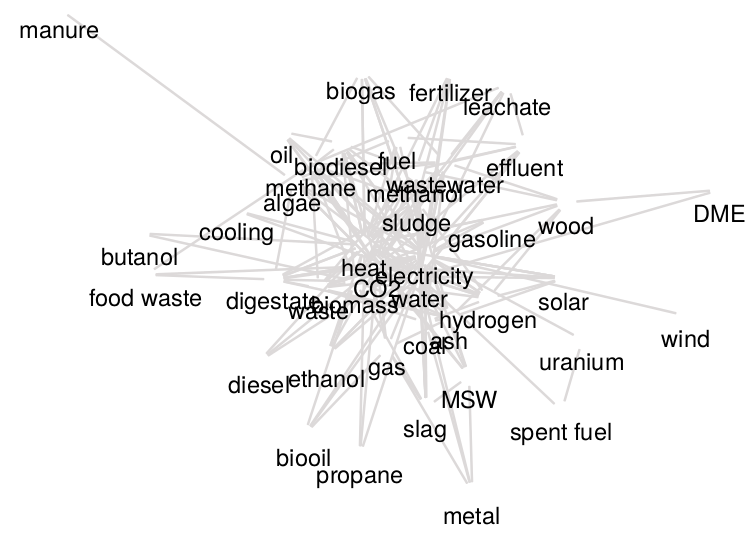 manure
biogas
fertilizer
leachate
oil
biodiesel
fuel
effluent
methane
methanol
wastewater
algae
DME
sludge
cooling
gasoline
wood
butanol
heat
electricity
CO2
food waste
digestate
waste
biomass
water
solar
hydrogen
wind
coal
ash
uranium
gas
diesel
ethanol
MSW
slag
spent fuel
biooil
propane
metal